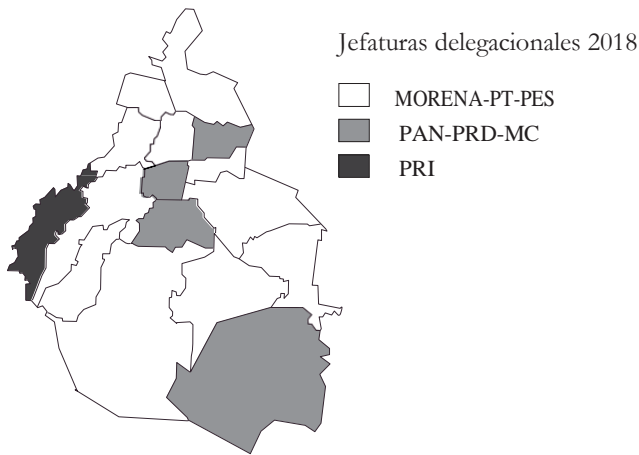 Jefaturas delegacionales 2018
MORENA-PT-PES
PAN-PRD-MC
PRI